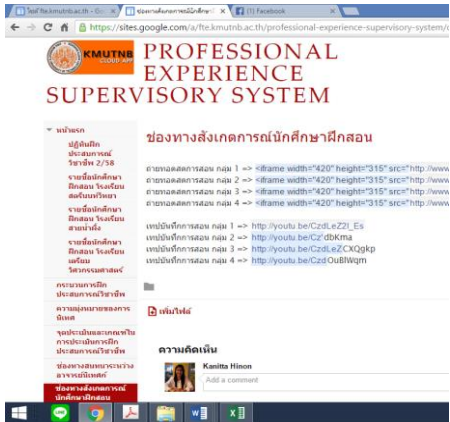 ไซต์ fte.kmutnb.ac.th - Go
ช่องทางสังเกตการณ์นักศึกษา
(1) Facebook
https://sites.google.com/a/fte.kmutnb.ac.th/professional-experience-supervisory-system/
KMUTNB
CLOUD APP
PROFESSIONAL
EXPERIENCE
SUPERVISORY SYSTEM
หน้าแรก
ปฏิทินฝึก
ประสบการณ์
วิชาชีพ 2/58
รายชื่อนักศึกษา
ฝึกสอน โรงเรียน
สตรีนนทวิทยา
รายชื่อนักศึกษา
ฝึกสอน โรงเรียน
สายน้ำผึ้ง
รายชื่อนักศึกษา
ฝึกสอน โรงเรียน
เตรียม
วิศวกรรมศาสตร์
กระบวนการฝึก
ประสบการณ์วิชาชีพ
ความมุ่งหมายของการ
นิเทศ
จุดประเมินและเกณฑ์ใน
การประเมินการฝึก
ประสบการณ์วิชาชีพ
ช่องทางสนทนาระหว่าง
อาจารย์นิเทศก์
ช่องทางสังเกตการณ์
นักศึกษาฝึกสอน
ช่องทางสังเกตการณ์นักศึกษาฝึกสอน
ถ่ายทอดสดการสอน กลุ่ม 1 => <iframe width="420" height="315" src="http://www
ถ่ายทอดสดการสอน กลุ่ม 2 => <iframe width="420" height="315" src="http://www
ถ่ายทอดสดการสอน กลุ่ม 3 => <iframe width="420" height="315" src="http://www
ถ่ายทอดสดการสอน กลุ่ม 4 => <iframe width="420" height="315" src="http://www
เทปบันทึกการสอน กลุ่ม 1 => http://youtu.be/CzdLeZ2I_Es
เทปบันทึกการสอน กลุ่ม 2 => http://youtu.be/Cz'dbKma
เทปบันทึกการสอน กลุ่ม 3 => http://youtu.be/CzdLeZCXQgkp
เทปบันทึกการสอน กลุ่ม 4 => http://youtu.be/CzdOuBlWqm
เพิ่มไฟล์
ความคิดเห็น
Kanitta Hinon
Add a comment